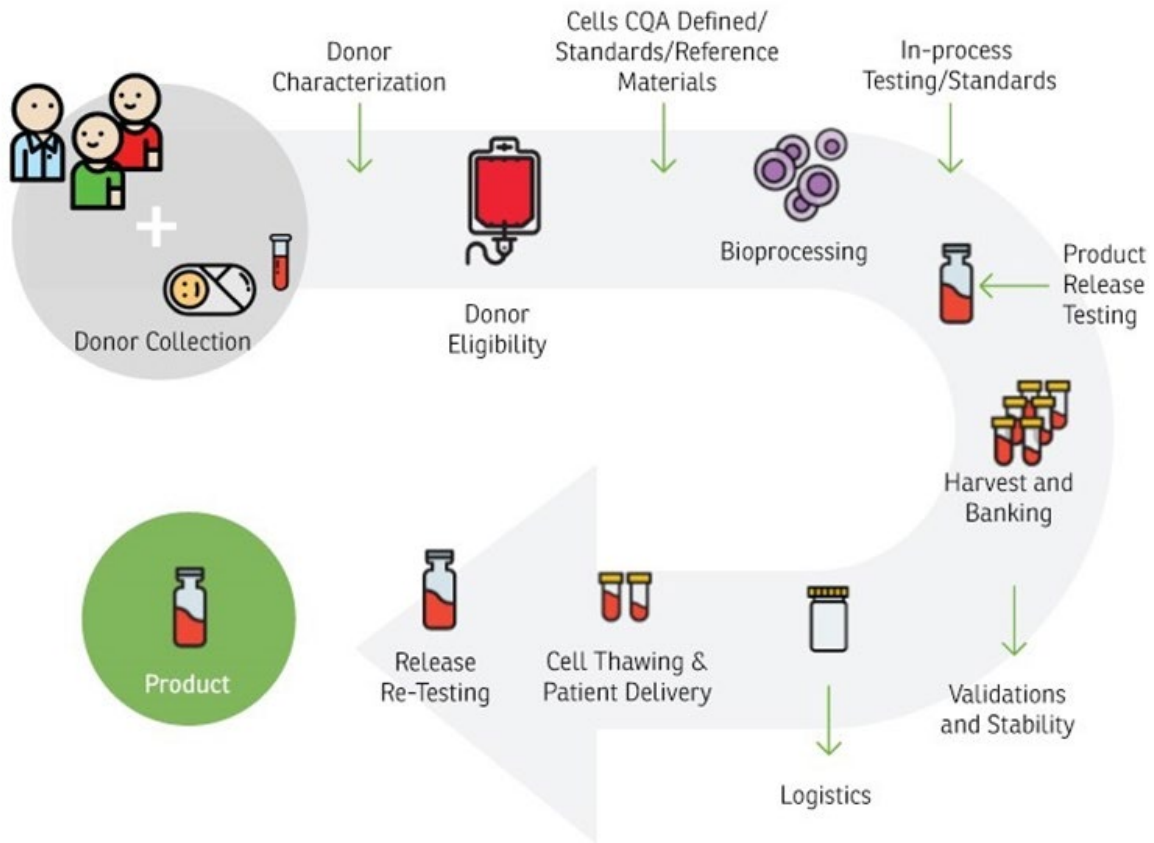 Donor
Characterization
Cells CQA Defined/
Standards/Reference
Materials
In-process
Testing/Standards
Donor Collection
Donor
Eligibility
Bioprocessing
Product
Release
Testing
Harvest and
Banking
Validations
and Stability
Logistics
Cell Thawing &
Patient Delivery
Release
Re-Testing
Product